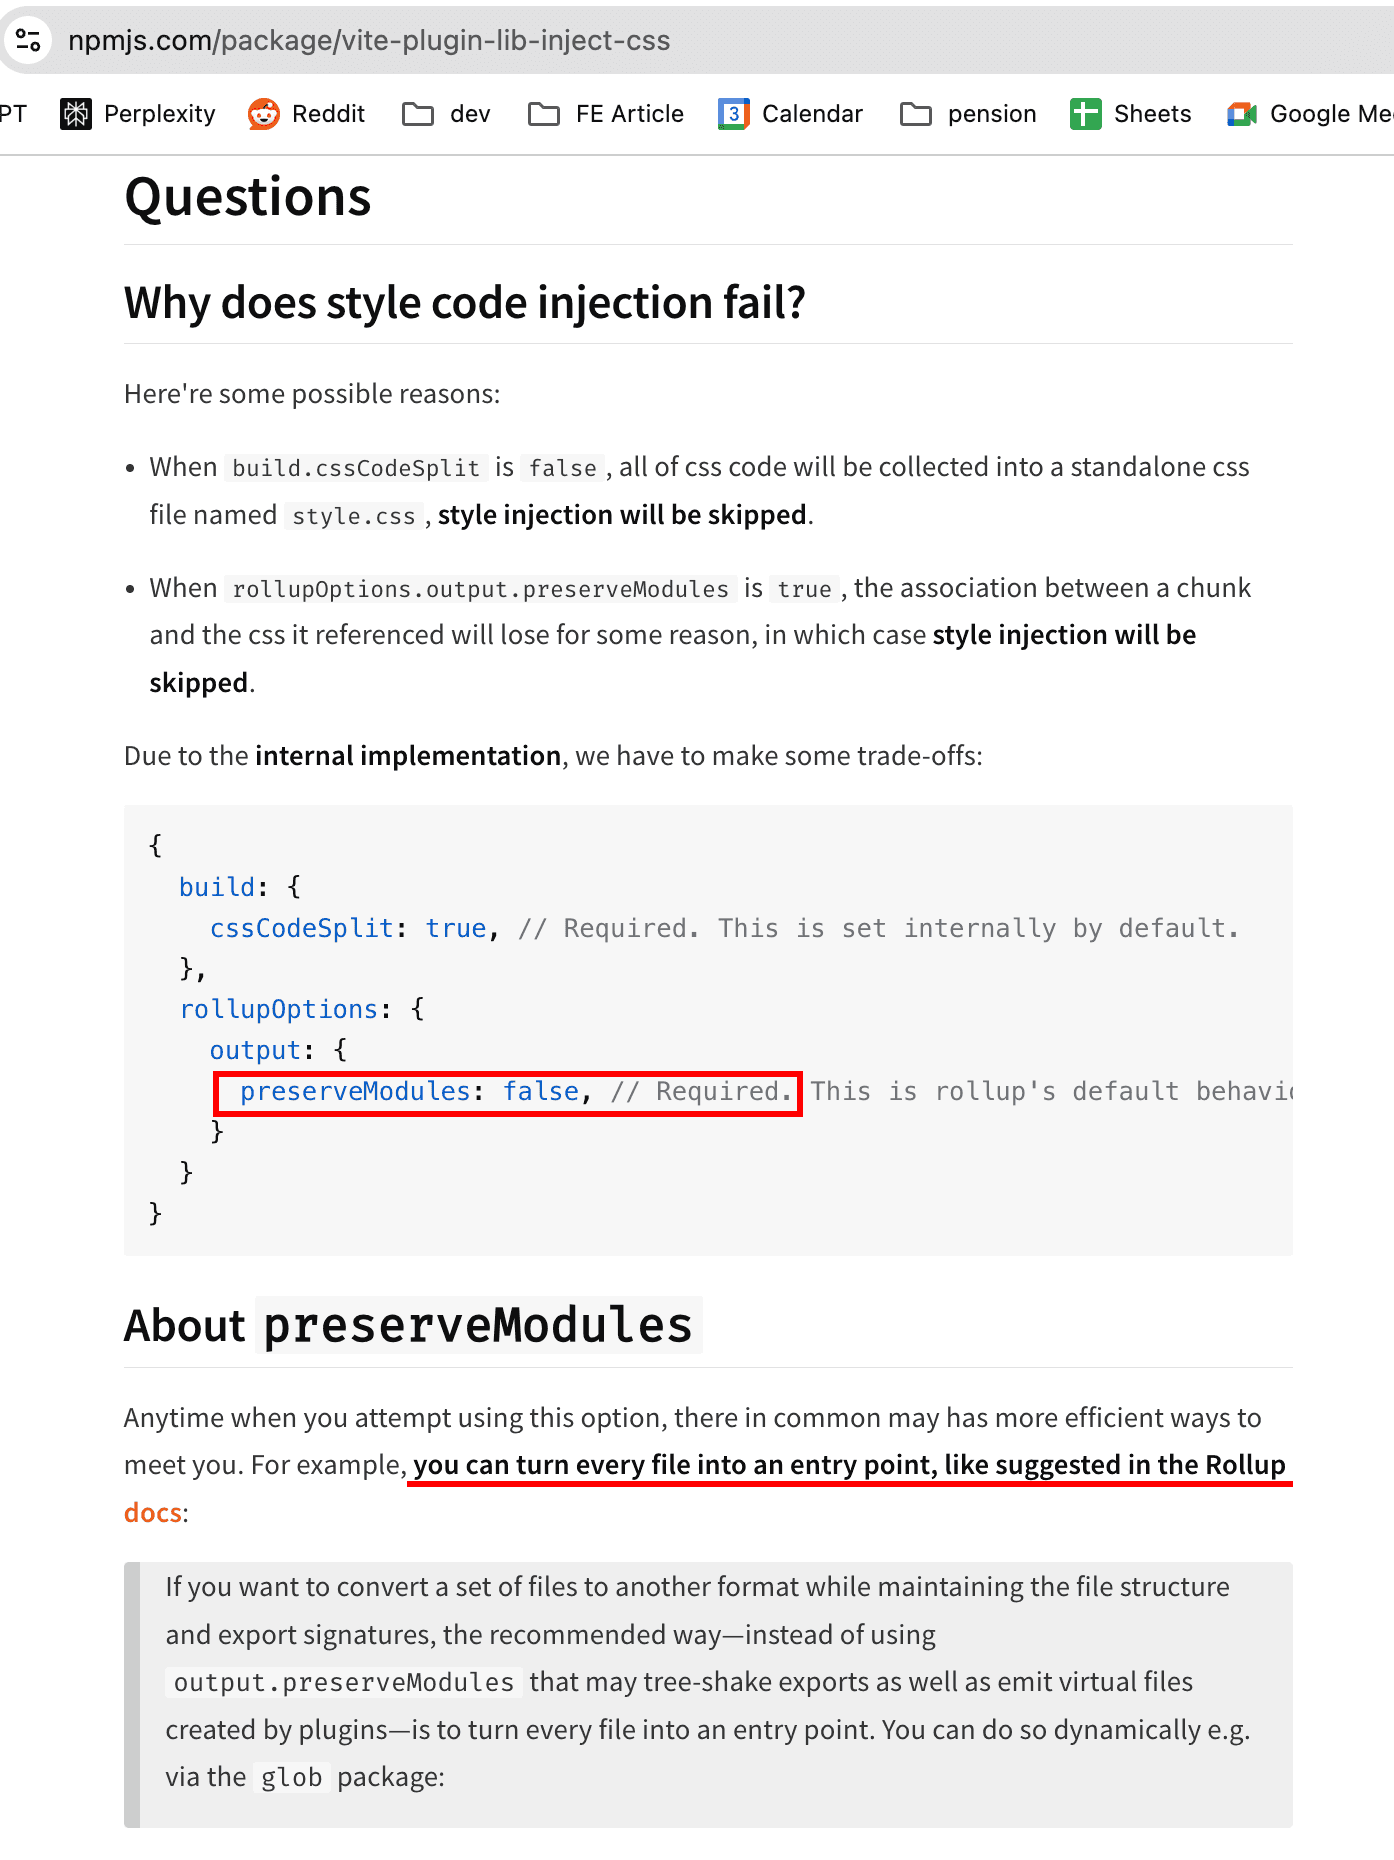 npmjs.com/package/vite-plugin-lib-inject-css
PT Perplexity Reddit dev FE Article 3 Calendar pension Sheets Google Mee
Questions
Why does style code injection fail?
Here're some possible reasons:
• When build.cssCodeSplit is false, all of css code will be collected into a standalone css
file named style.css, style injection will be skipped.
• When rollupOptions.output.preserveModules is true, the association between a chunk
and the css it referenced will lose for some reason, in which case style injection will be
skipped.
Due to the internal implementation, we have to make some trade-offs:
{
build: {
cssCodeSplit: true, // Required. This is set internally by default.
},
rollupOptions: {
output: {
preserveModules: false, // Required. This is rollup's default behavio
}
}
}
About preserveModules
Anytime when you attempt using this option, there in common may has more efficient ways to
meet you. For example, you can turn every file into an entry point, like suggested in the Rollup
docs:
If you want to convert a set of files to another format while maintaining the file structure
and export signatures, the recommended way—instead of using
output.preserveModules that may tree-shake exports as well as emit virtual files
created by plugins—is to turn every file into an entry point. You can do so dynamically e.g.
via the glob package: